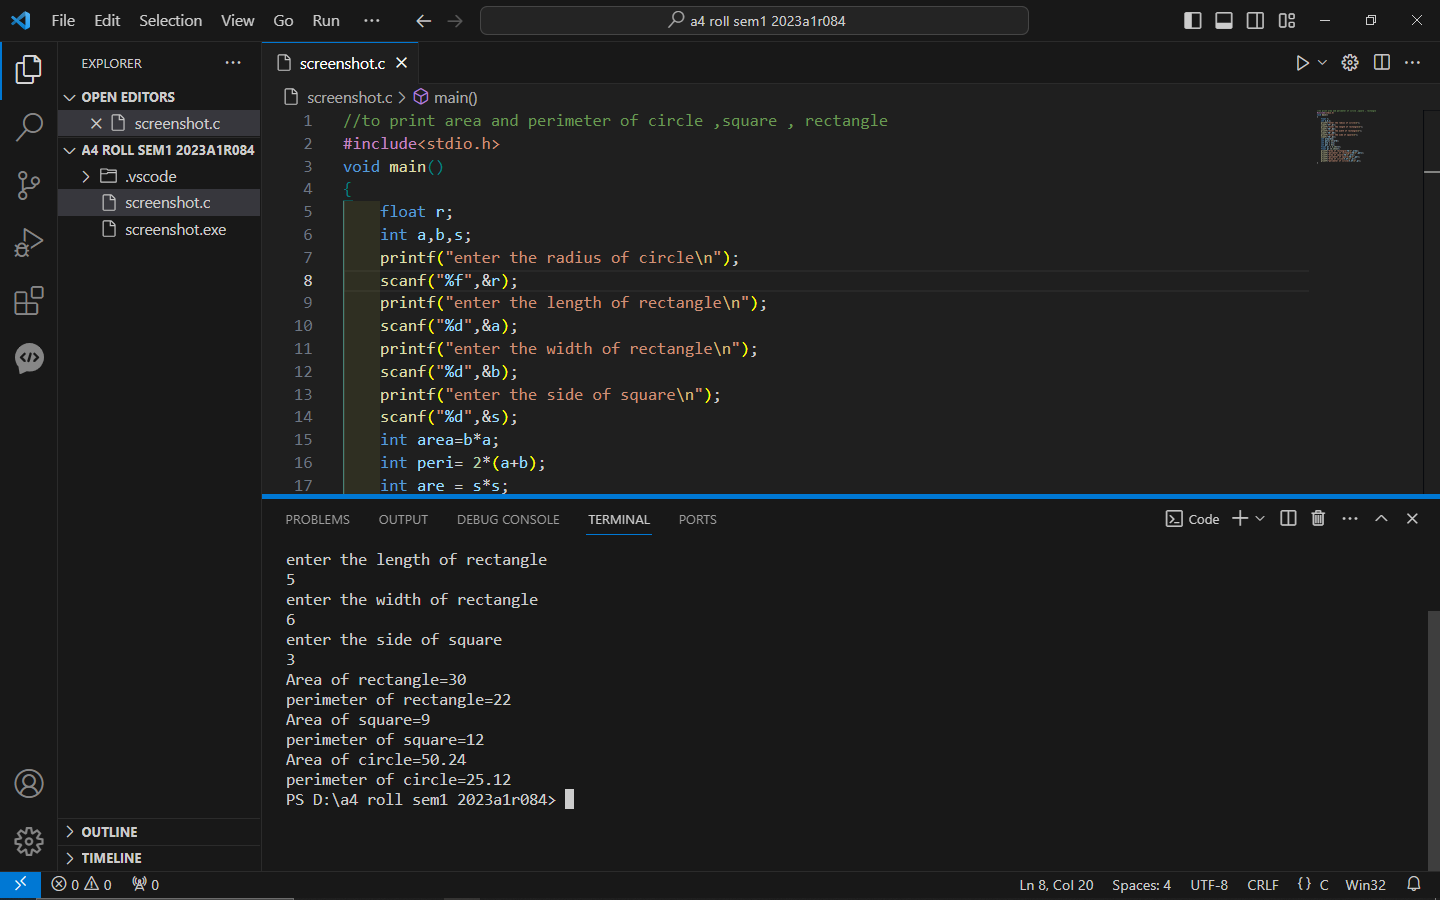 File Edit Selection View Go Run ··· a4 roll sem1 2023a1r084
EXPLORER ···
OPEN EDITORS
screenshot.c
A4 ROLL SEM1 2023A1R084
.vscode
screenshot.c
screenshot.exe
OUTLINE
TIMELINE
screenshot.c
screenshot.c > main()
1 //to print area and perimeter of circle ,square , rectangle
2 #include<stdio.h>
3 void main()
4 {
5 float r;
6 int a,b,s;
7 printf("enter the radius of circle\n");
8 scanf("%f",&r);
9 printf("enter the length of rectangle\n");
10 scanf("%d",&a);
11 printf("enter the width of rectangle\n");
12 scanf("%d",&b);
13 printf("enter the side of square\n");
14 scanf("%d",&s);
15 int area=b*a;
16 int peri= 2*(a+b);
17 int are = s*s;
PROBLEMS OUTPUT DEBUG CONSOLE TERMINAL PORTS Code
enter the length of rectangle
5
enter the width of rectangle
6
enter the side of square
3
Area of rectangle=30
perimeter of rectangle=22
Area of square=9
perimeter of square=12
Area of circle=50.24
perimeter of circle=25.12
PS D:\a4 roll sem1 2023a1r084>
0 0 0 Ln 8, Col 20 Spaces: 4 UTF-8 CRLF {} C Win32